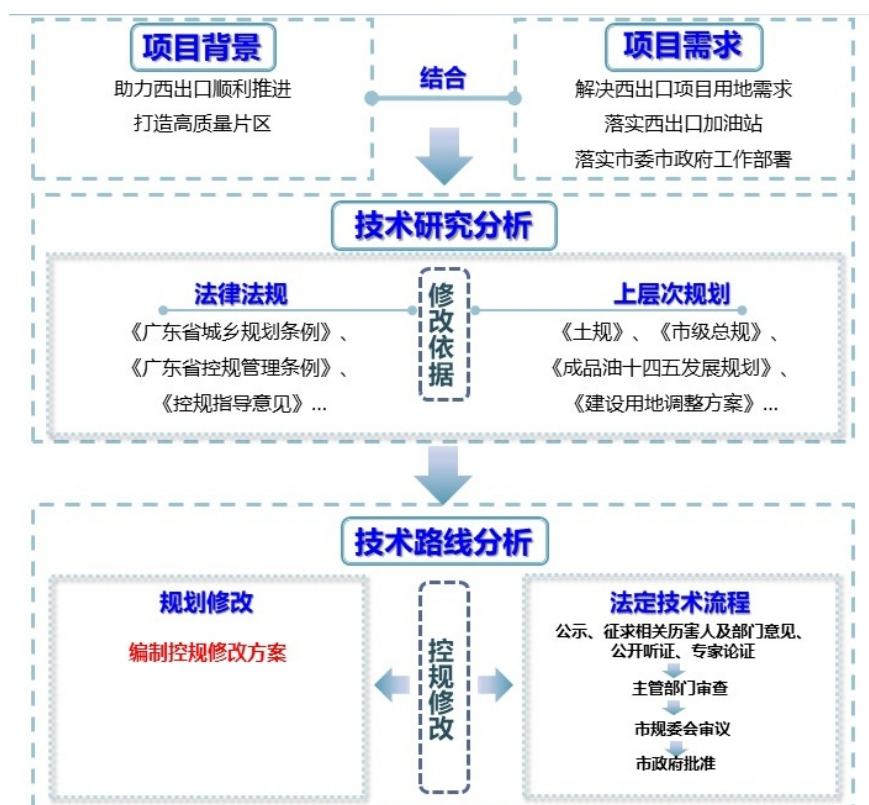 项目背景
助力西出口顺利推进
打造高质量片区
结合
项目需求
解决西出口项目用地需求
落实西出口加油站
落实市委市政府工作部署
技术研究分析
法律法规
《广东省城乡规划条例》、
《广东省控规管理条例》、
《控规指导意见》...
修改依据
上层次规划
《土规》、《市级总规》、
《成品油十四五发展规划》、
《建设用地调整方案》...
技术路线分析
规划修改
编制控规修改方案
控规修改
法定技术流程
公示、征求相关历害人及部门意见、
公开听证、专家论证
主管部门审查
市规委会审议
市政府批准